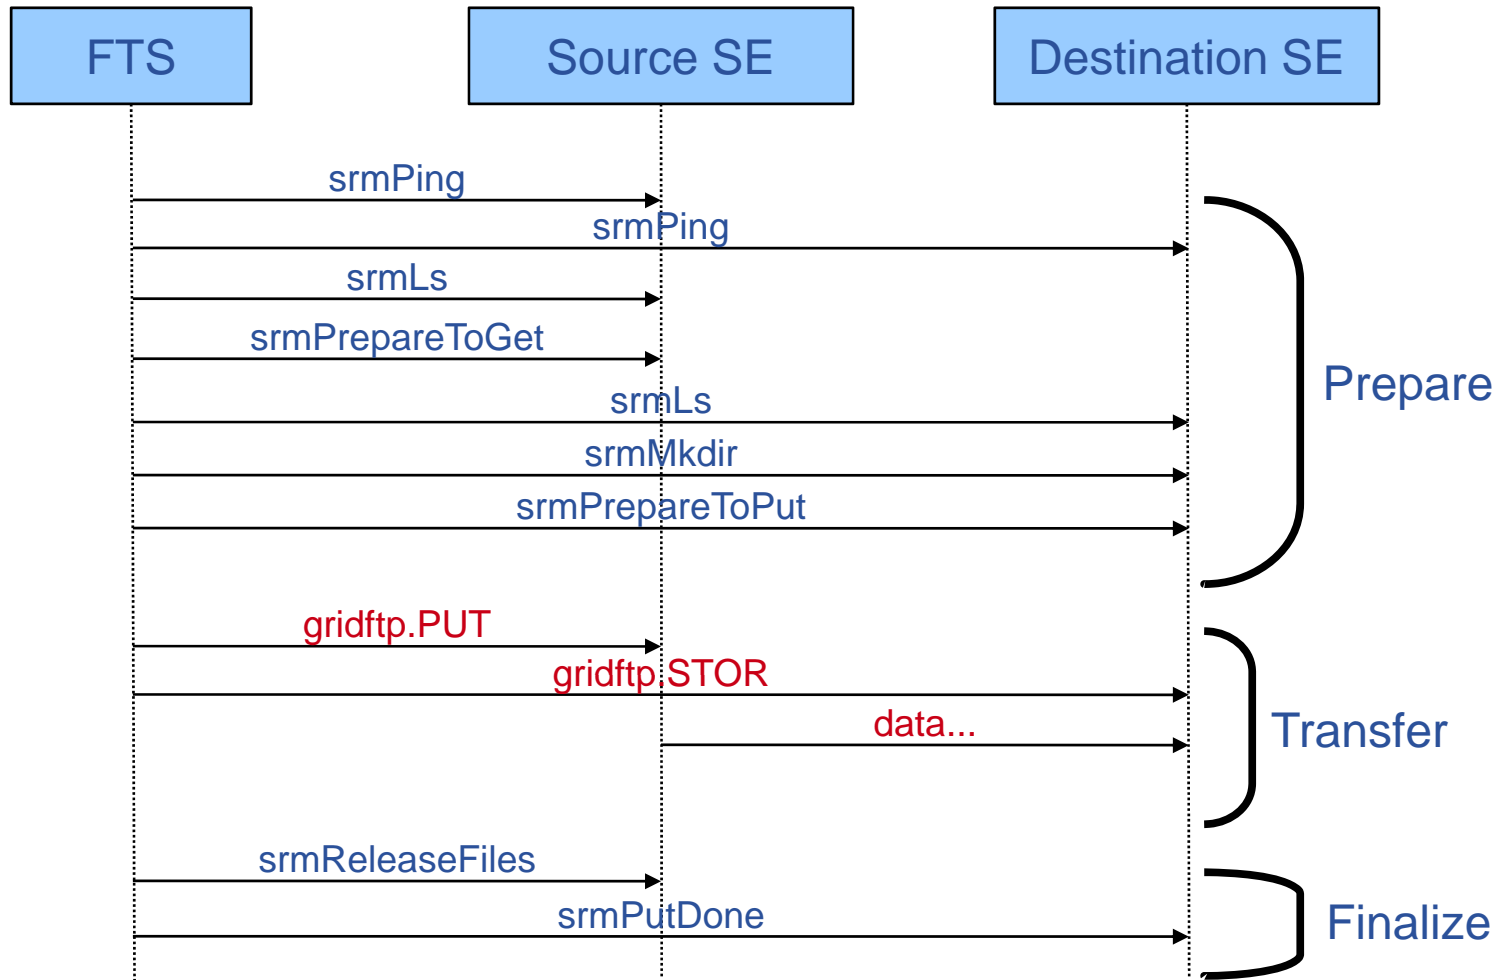 FTS
Source SE
Destination SE
srmPing
srmPing
srmLs
srmPrepareToGet
srmLs
srmMkdir
srmPrepareToPut
Prepare
gridftp.PUT
gridftp.STOR
data...
Transfer
srmReleaseFiles
srmPutDone
Finalize